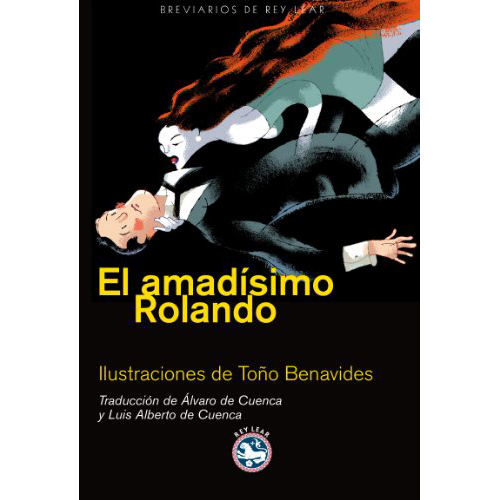 BREVIARIOS DE REY LEAR
El amadísimo
Rolando
Ilustraciones de Toño Benavides
Traducción de Álvaro de Cuenca
y Luis Alberto de Cuenca
REY LEAR